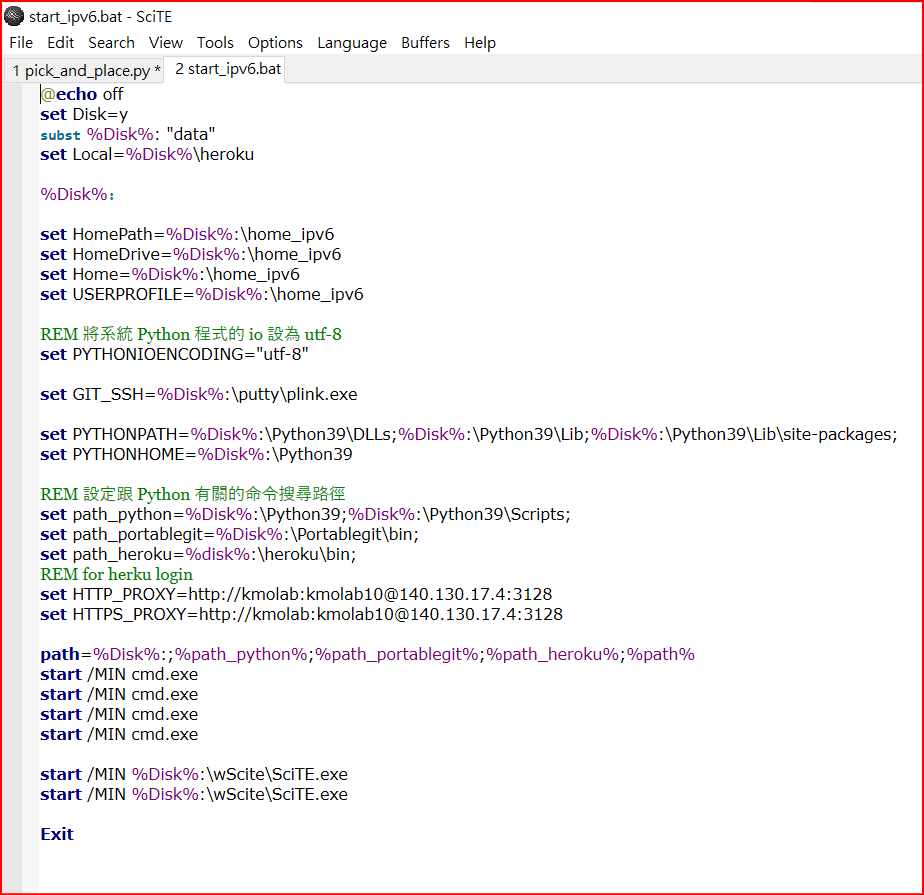 start_ipv6.bat - SciTE
File Edit Search View Tools Options Language Buffers Help
1 pick_and_place.py * 2 start_ipv6.bat
@echo off
set Disk=y
subst %Disk%: "data"
set Local=%Disk%\heroku
%Disk%:
set HomePath=%Disk%:\home_ipv6
set HomeDrive=%Disk%:\home_ipv6
set Home=%Disk%:\home_ipv6
set USERPROFILE=%Disk%:\home_ipv6
REM 將系統 Python 程式的 io 設為 utf-8
set PYTHONIOENCODING="utf-8"
set GIT_SSH=%Disk%:\putty\plink.exe
set PYTHONPATH=%Disk%:\Python39\DLLs;%Disk%:\Python39\Lib;%Disk%:\Python39\Lib\site-packages;
set PYTHONHOME=%Disk%:\Python39
REM 設定跟 Python 有關的命令搜尋路徑
set path_python=%Disk%:\Python39;%Disk%:\Python39\Scripts;
set path_portablegit=%Disk%:\Portablegit\bin;
set path_heroku=%disk%:\heroku\bin;
REM for herku login
set HTTP_PROXY=http://kmolab:kmolab10@140.130.17.4:3128
set HTTPS_PROXY=http://kmolab:kmolab10@140.130.17.4:3128
path=%Disk%:;%path_python%;%path_portablegit%;%path_heroku%;%path%
start /MIN cmd.exe
start /MIN cmd.exe
start /MIN cmd.exe
start /MIN cmd.exe
start /MIN %Disk%:\wScite\SciTE.exe
start /MIN %Disk%:\wScite\SciTE.exe
Exit